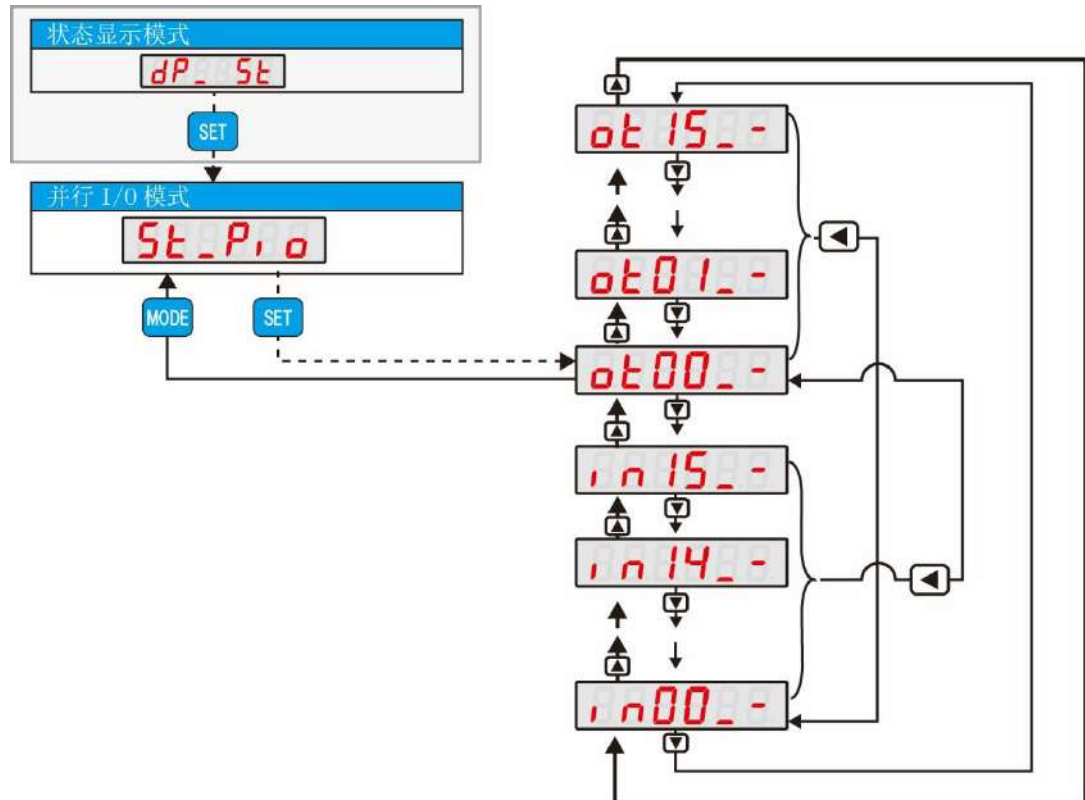 状态显示模式
dP_ St
SET
并行 I/O 模式
St_Pio
MODE
SET
ot15_-
ot01_-
ot00_-
in15_-
in14_-
in00_-